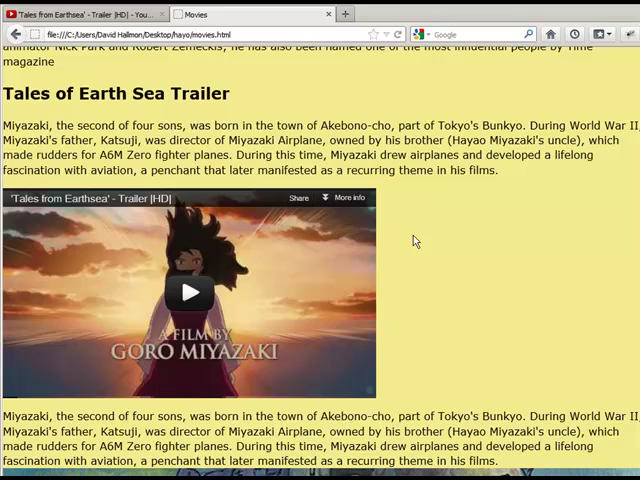 'Tales from Earthsea' - Trailer |HD| - You...
Movies
file:///C:/Users/David Hallmon/Desktop/hayo/movies.html
Google
animator Nick Park and Robert Zemeckis, he has also been named one of the most influential people by Time
magazine
Tales of Earth Sea Trailer
Miyazaki, the second of four sons, was born in the town of Akebono-cho, part of Tokyo's Bunkyo. During World War II,
Miyazaki's father, Katsuji, was director of Miyazaki Airplane, owned by his brother (Hayao Miyazaki's uncle), which
made rudders for A6M Zero fighter planes. During this time, Miyazaki drew airplanes and developed a lifelong
fascination with aviation, a penchant that later manifested as a recurring theme in his films.
'Tales from Earthsea' - Trailer |HD|
Share
More info
A FILM BY
GORO MIYAZAKI
Miyazaki, the second of four sons, was born in the town of Akebono-cho, part of Tokyo's Bunkyo. During World War II,
Miyazaki's father, Katsuji, was director of Miyazaki Airplane, owned by his brother (Hayao Miyazaki's uncle), which
made rudders for A6M Zero fighter planes. During this time, Miyazaki drew airplanes and developed a lifelong
fascination with aviation, a penchant that later manifested as a recurring theme in his films.